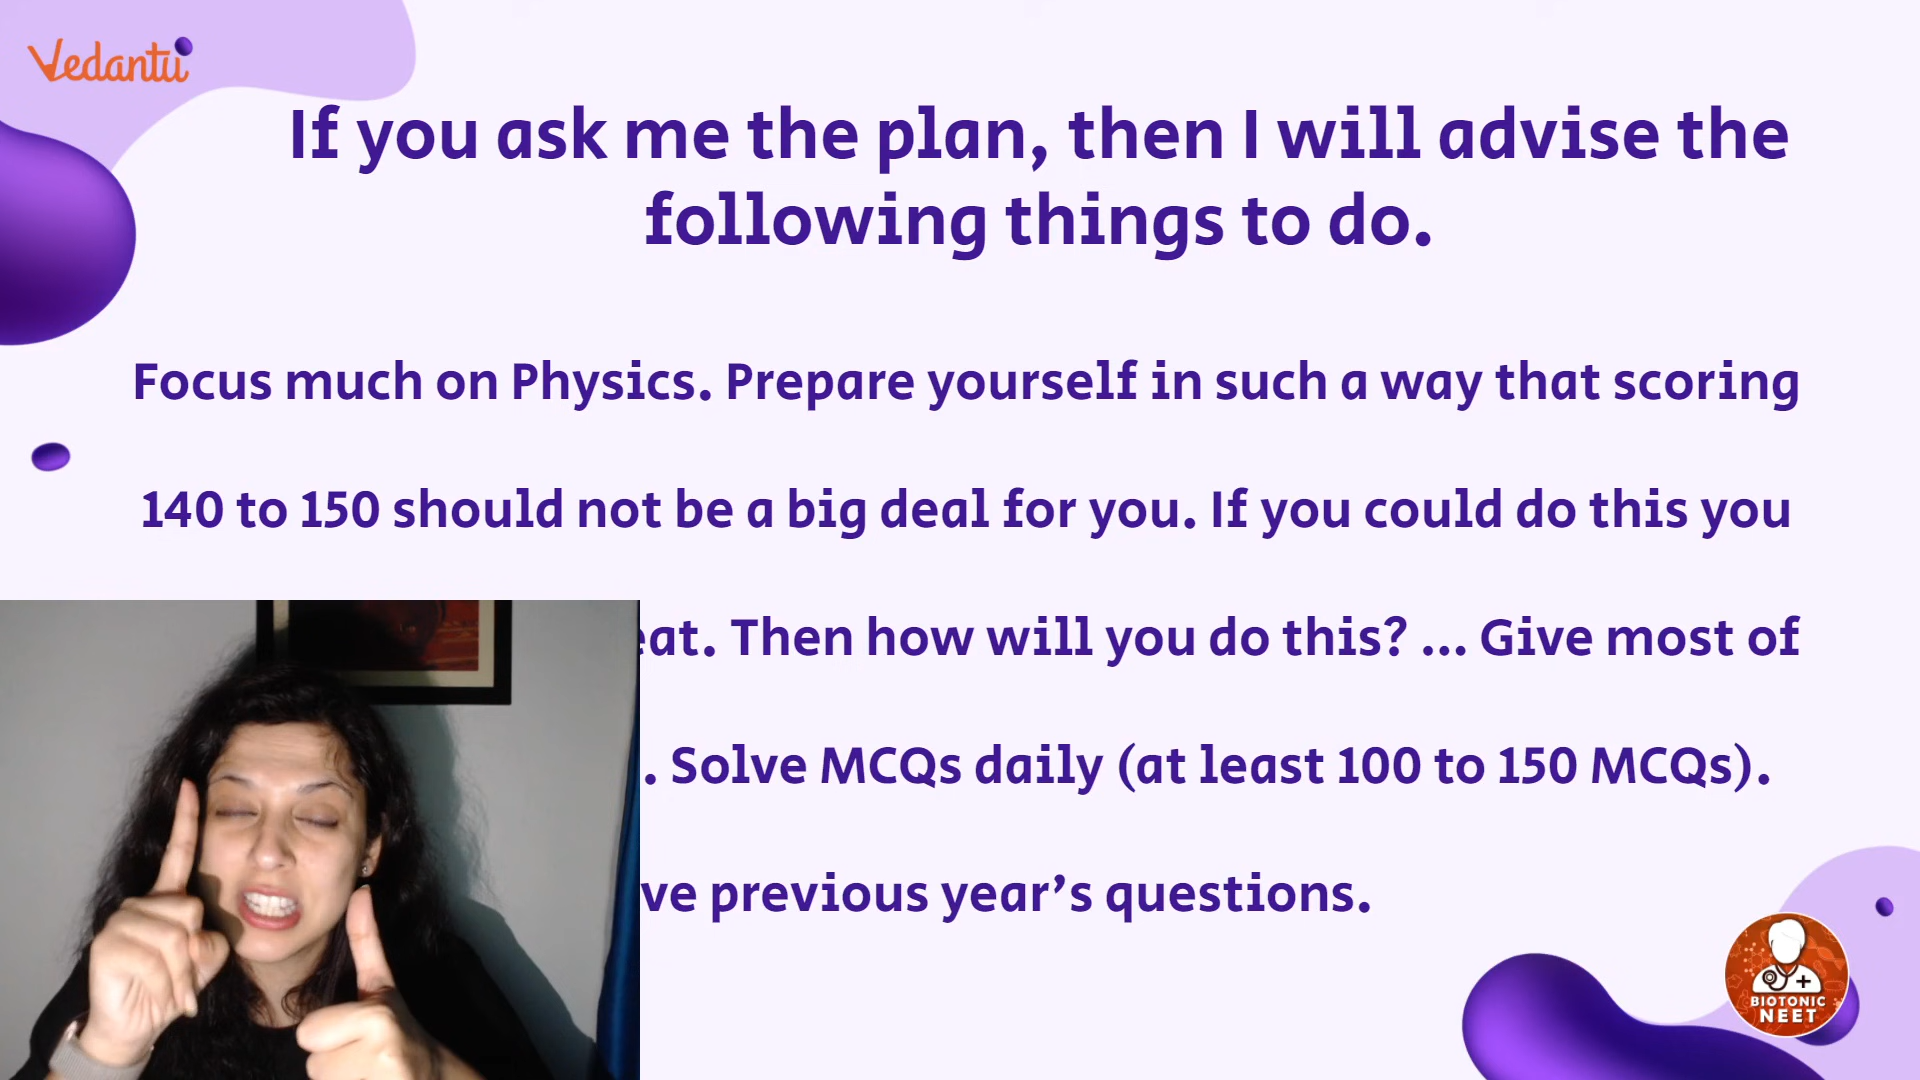 Vedantu
If you ask me the plan, then I will advise the
following things to do.
Focus much on Physics. Prepare yourself in such a way that scoring
140 to 150 should not be a big deal for you. If you could do this you
Then how will you do this? ... Give most of
. Solve MCQs daily (at least 100 to 150 MCQs).
previous year's questions.
BIOTONIC
NEET